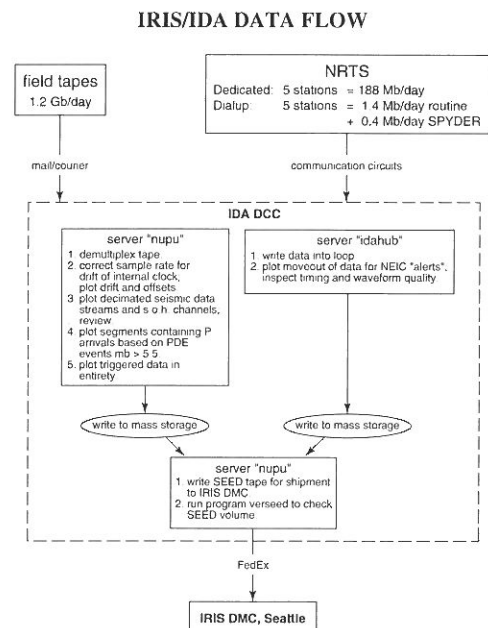 IRIS/IDA DATA FLOW
field tapes
1.2 Gb/day
NRTS
Dedicated: 5 stations = 188 Mb/day
Dialup: 5 stations = 1 4 Mb/day routine
+ 0.4 Mb/day SPYDER
mail/courier
communication circuits
IDA DCC
server "nupu"
1 demultiplex tape
2. correct sample rate for
drift of internal clock,
plot drift and offsets
3 plot decimated seismic data
streams and s o h. channels,
review
4 plot segments containing P
arrivals based on PDE
events mb > 5 5
5. plot triggered data in
entirety
server "idahub"
1 write data into loop
2. plot moveout of data for NEIC "alerts",
inspect timing and waveform quality
write to mass storage
write to mass storage
server "nupu"
1. write SEED tape for shipment
to IRIS DMC
2. run program verseed to check
SEED volume
FedEx
IRIS DMC, Seattle